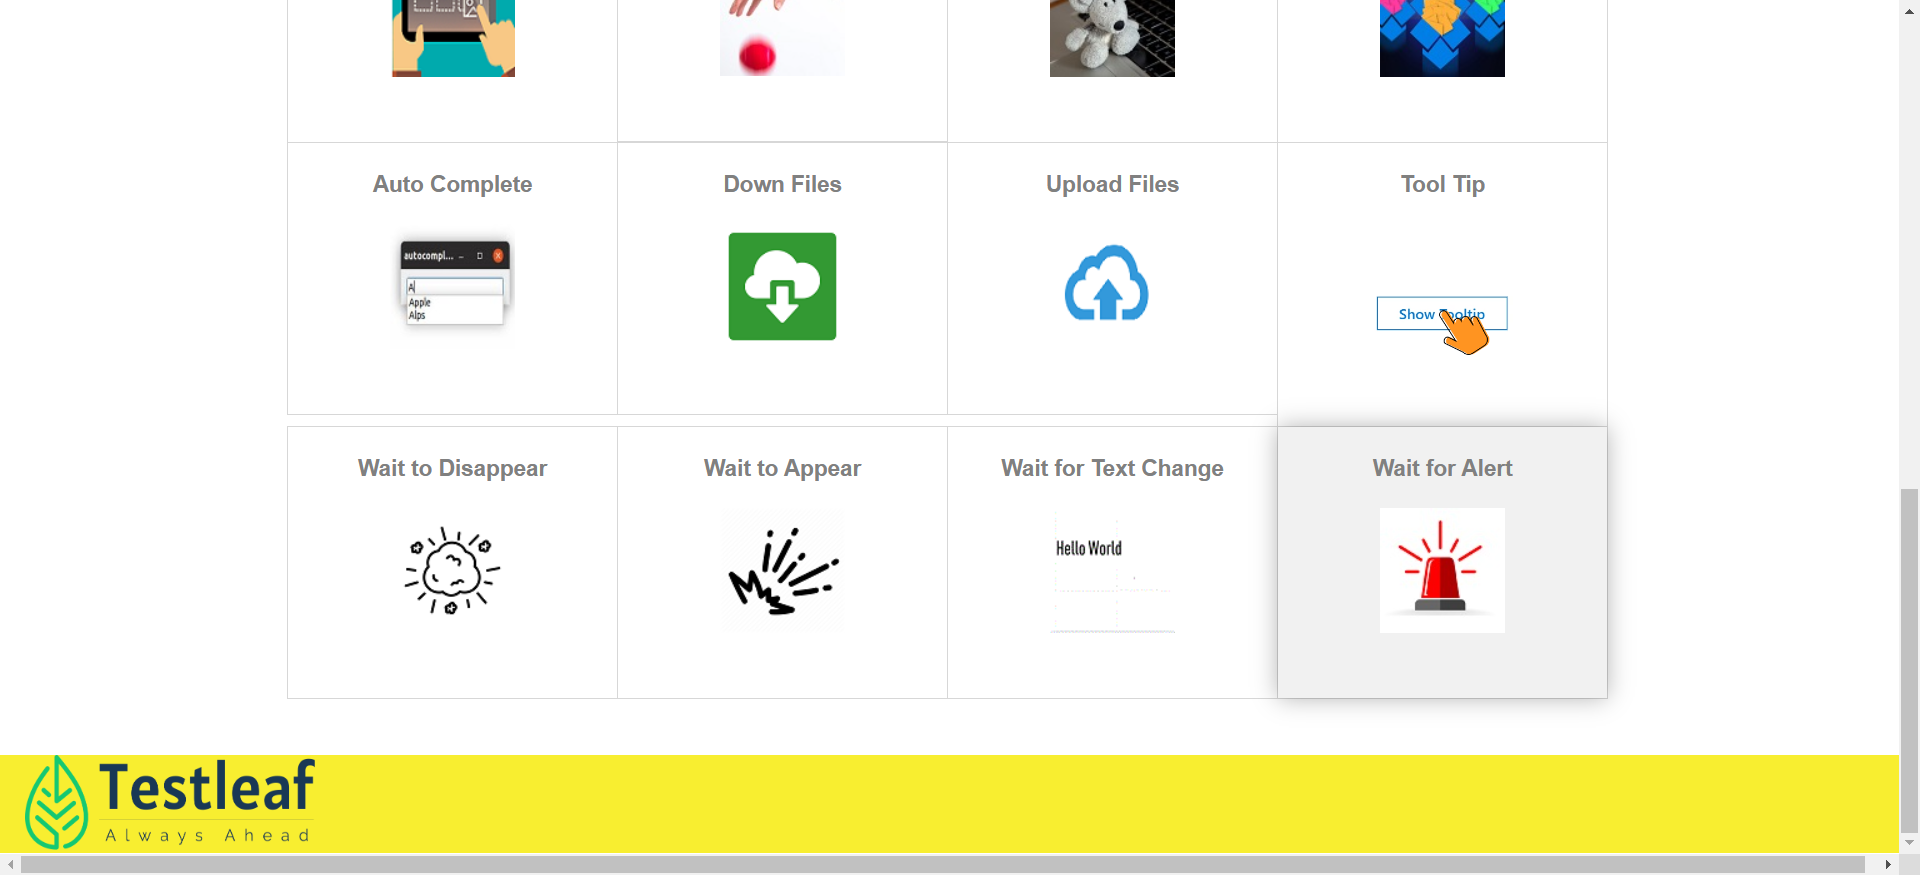 Auto Complete
Down Files
Upload Files
Tool Tip
autocompl...
A
Apple
Alps
Show Tooltip
Wait to Disappear
Wait to Appear
Wait for Text Change
Wait for Alert
Hello World
Testleaf
Always Ahead